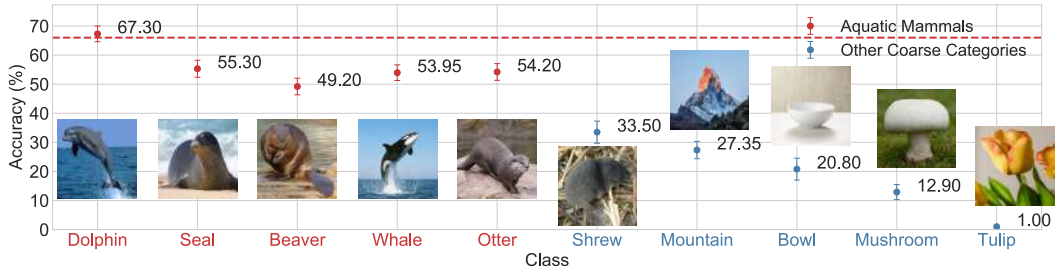 Accuracy (%)
70
60
50
40
30
20
10
0
67.30
55.30
49.20
53.95
54.20
33.50
27.35
20.80
12.90
1.00
Aquatic Mammals
Other Coarse Categories
Dolphin
Seal
Beaver
Whale
Otter
Shrew
Mountain
Bowl
Mushroom
Tulip
Class